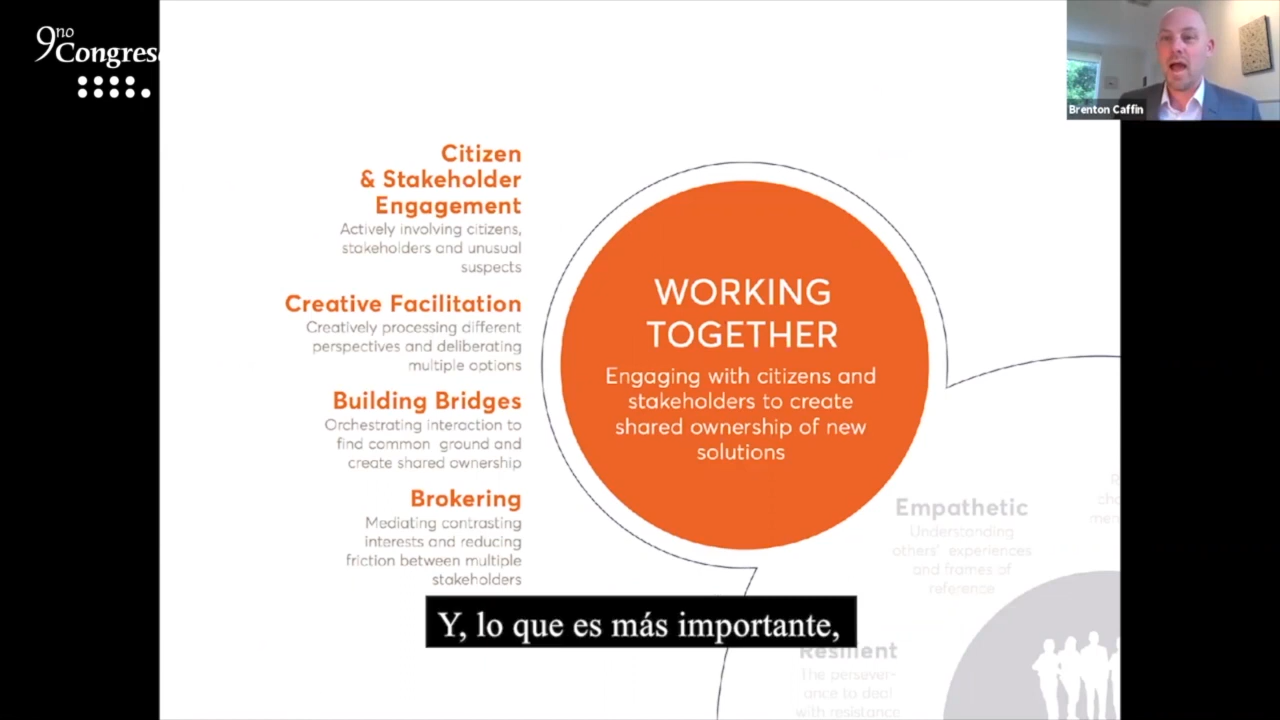 9no
Congres
Brenton Caffin
Citizen
& Stakeholder
Engagement
Actively involving citizens,
stakeholders and unusual
suspects
Creative Facilitation
Creatively processing different
perspectives and deliberating
multiple options
Building Bridges
Orchestrating interaction to
find common ground and
create shared ownership
Brokering
Mediating contrasting
interests and reducing
friction between multiple
stakeholders
WORKING
TOGETHER
Engaging with citizens and
stakeholders to create
shared ownership of new
solutions
Empathetic
Understanding
others' experiences
and frames of
reference
Resilient
The persever-
ance to deal
with resistance
Y, lo que es más importante,